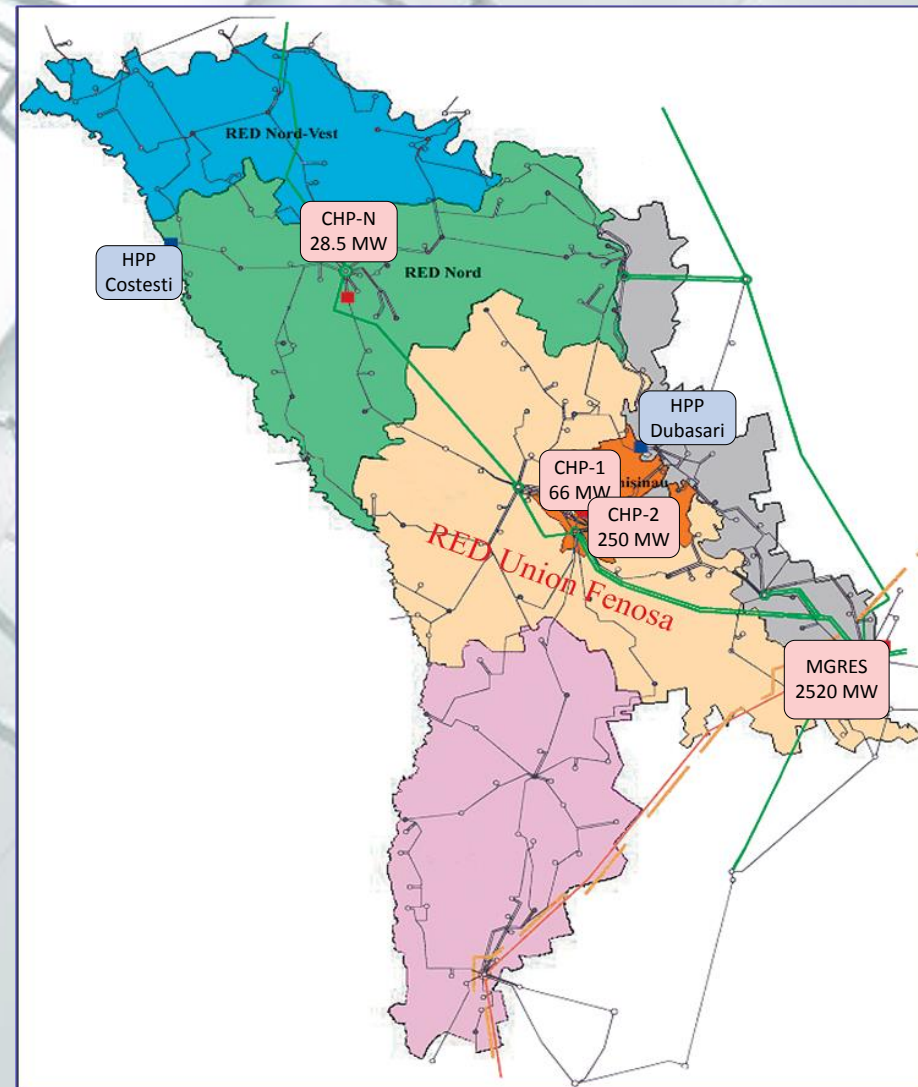 RED Nord-Vest
CHP-N
28.5 MW
HPP
Costesti
RED Nord
HPP
Dubasari
CHP-1
66 MW
CHP-2
250 MW
RED Union Fenosa
MGRES
2520 MW